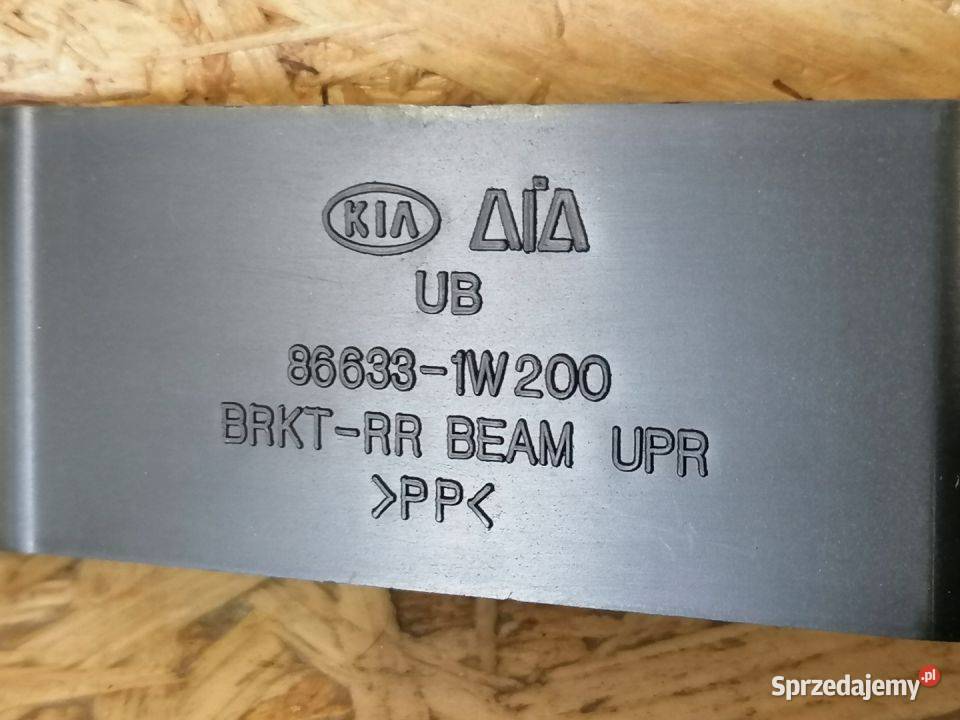 KIA AIA
UB
86633-1W200
BRKT-RR BEAM UPR
>PP<
Sprzedajemy.pl